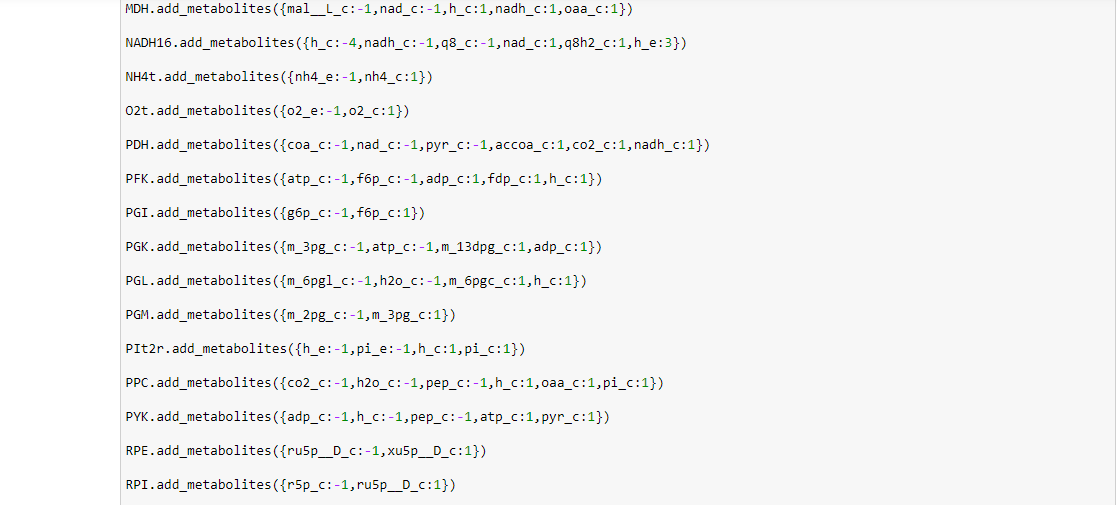 MDH.add_metabolites({mal__L_c:-1,nad_c:-1,h_c:1,nadh_c:1,oaa_c:1})
NADH16.add_metabolites({h_c:-4,nadh_c:-1,q8_c:-1,nad_c:1,q8h2_c:1,h_e:3})
NH4t.add_metabolites({nh4_e:-1,nh4_c:1})
O2t.add_metabolites({o2_e:-1,o2_c:1})
PDH.add_metabolites({coa_c:-1,nad_c:-1,pyr_c:-1,accoa_c:1,co2_c:1,nadh_c:1})
PFK.add_metabolites({atp_c:-1,f6p_c:-1,adp_c:1,fdp_c:1,h_c:1})
PGI.add_metabolites({g6p_c:-1,f6p_c:1})
PGK.add_metabolites({m_3pg_c:-1,atp_c:-1,m_13dpg_c:1,adp_c:1})
PGL.add_metabolites({m_6pgl_c:-1,h2o_c:-1,m_6pgc_c:1,h_c:1})
PGM.add_metabolites({m_2pg_c:-1,m_3pg_c:1})
PIt2r.add_metabolites({h_e:-1,pi_e:-1,h_c:1,pi_c:1})
PPC.add_metabolites({co2_c:-1,h2o_c:-1,pep_c:-1,h_c:1,oaa_c:1,pi_c:1})
PYK.add_metabolites({adp_c:-1,h_c:-1,pep_c:-1,atp_c:1,pyr_c:1})
RPE.add_metabolites({ru5p__D_c:-1,xu5p__D_c:1})
RPI.add_metabolites({r5p_c:-1,ru5p__D_c:1})